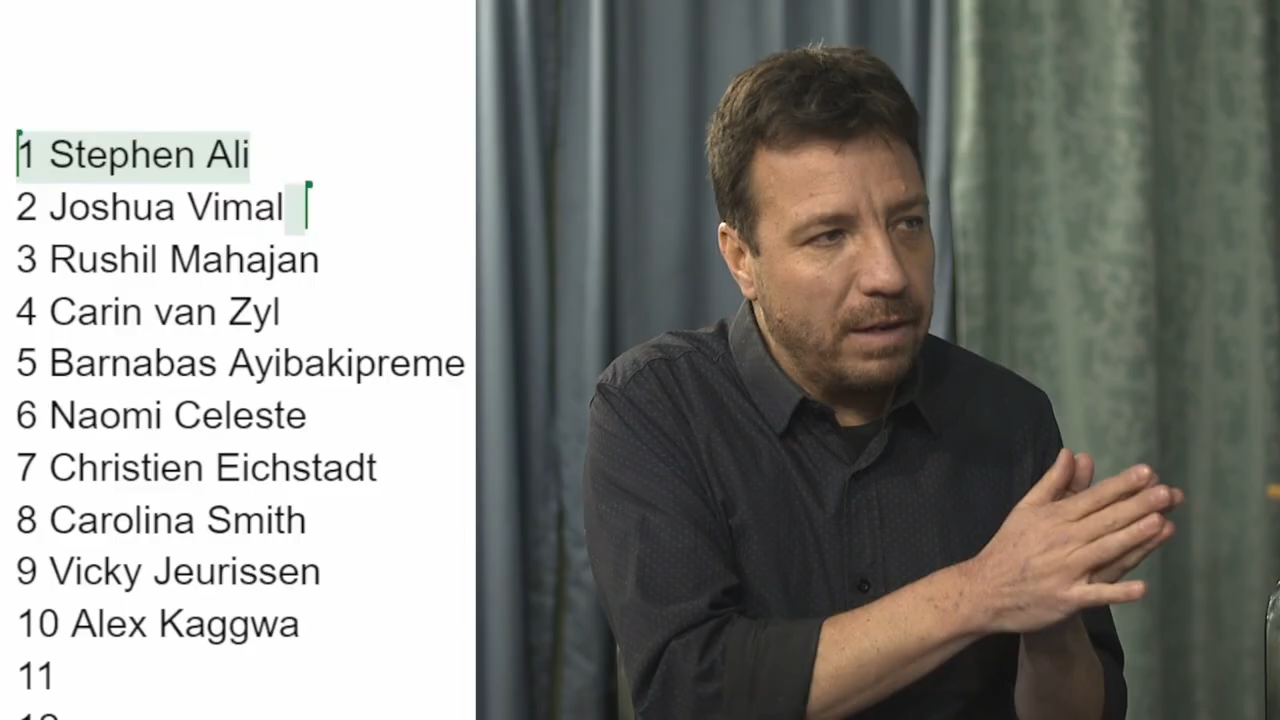 1 Stephen Ali
2 Joshua Vimal
3 Rushil Mahajan
4 Carin van Zyl
5 Barnabas Ayibakipreme
6 Naomi Celeste
7 Christien Eichstadt
8 Carolina Smith
9 Vicky Jeurissen
10 Alex Kaggwa
11